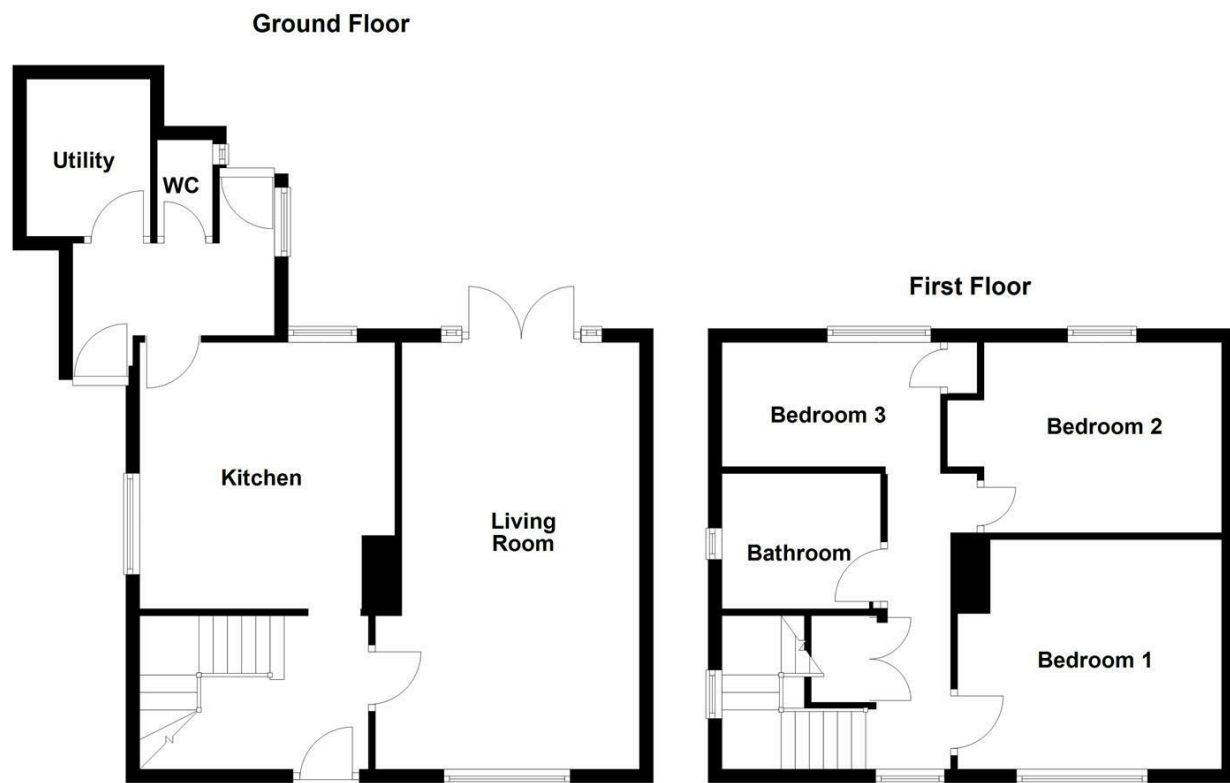 Ground Floor
Utility
WC
Kitchen
Living
Room
First Floor
Bedroom 3
Bedroom 2
Bathroom
Bedroom 1